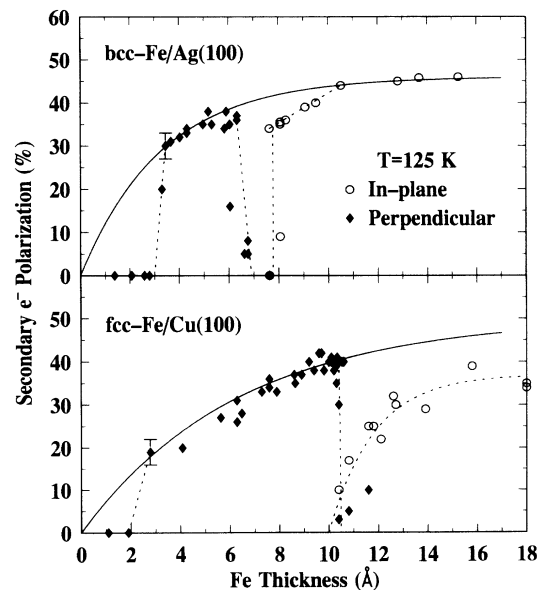 60
bcc–Fe/Ag(100)
50
40
30
20
10
0
T=125 K
In–plane
Perpendicular
Secondary e⁻ Polarization (%)
fcc–Fe/Cu(100)
50
40
30
20
10
0
0 2 4 6 8 10 12 14 16 18
Fe Thickness (Å)